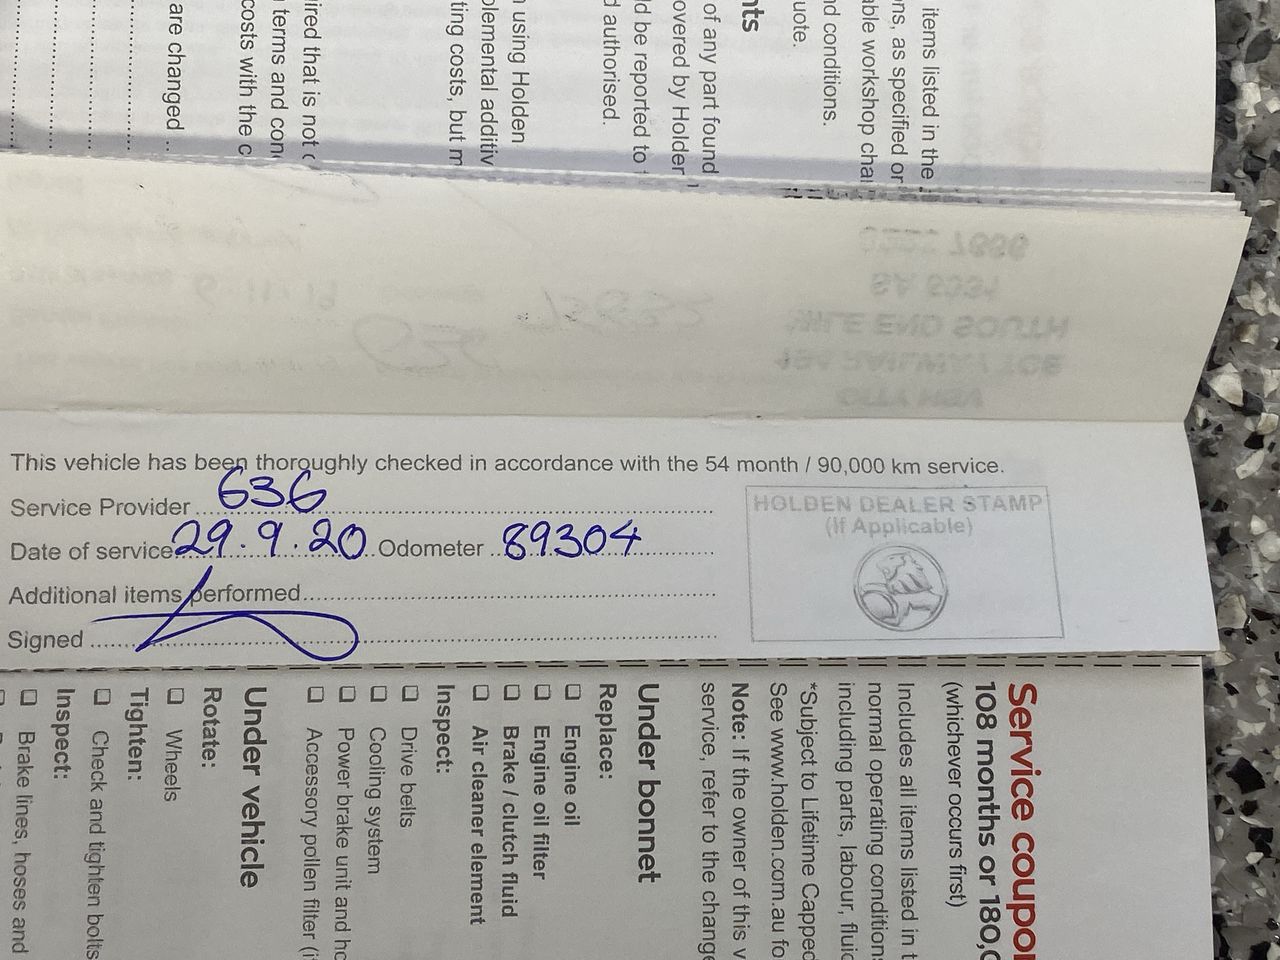 items listed in the
ns, as specified or
able workshop cha
nd conditions.
uote.
nts
of any part found
overed by Holden
ld be reported to
d authorised.
n using Holden
plemental additiv
ting costs, but m
ired that is not c
terms and con
costs with the c
are changed ..
This vehicle has been thoroughly checked in accordance with the 54 month / 90,000 km service.
Service Provider 636
Date of service 29.9.20 Odometer 89304
Additional items performed
Signed
HOLDEN DEALER STAMP
(If Applicable)
Service coupon
108 months or 180,0
(whichever occurs first)
Includes all items listed in t
normal operating condition
including parts, labour, fluid
*Subject to Lifetime Capped
See www.holden.com.au fo
Note: If the owner of this v
service, refer to the change
Under bonnet
Replace:
Engine oil
Engine oil filter
Brake / clutch fluid
Air cleaner element
Inspect:
Drive belts
Cooling system
Power brake unit and ho
Accessory pollen filter (i
Under vehicle
Rotate:
Wheels
Tighten:
Check and tighten bolts
Inspect:
Brake lines, hoses and